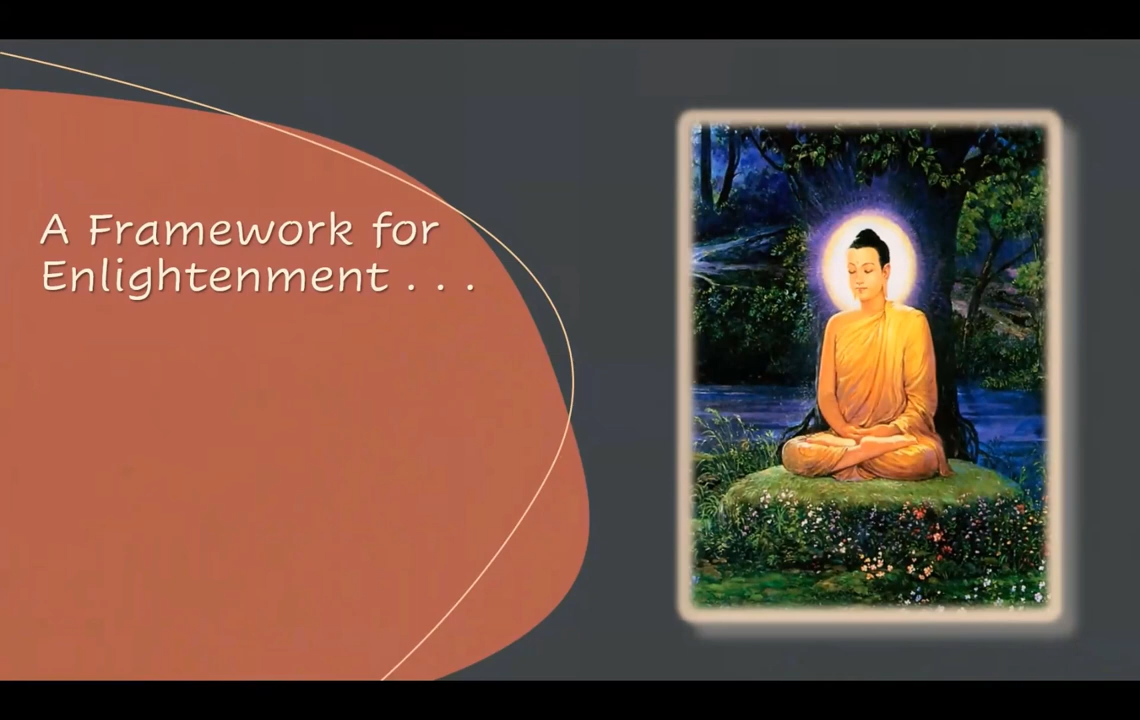 A Framework for
Enlightenment . . .